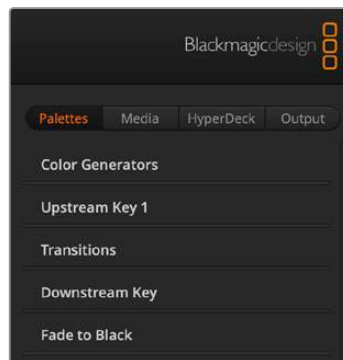 Blackmagicdesign
Palettes Media HyperDeck Output
Color Generators
Upstream Key 1
Transitions
Downstream Key
Fade to Black